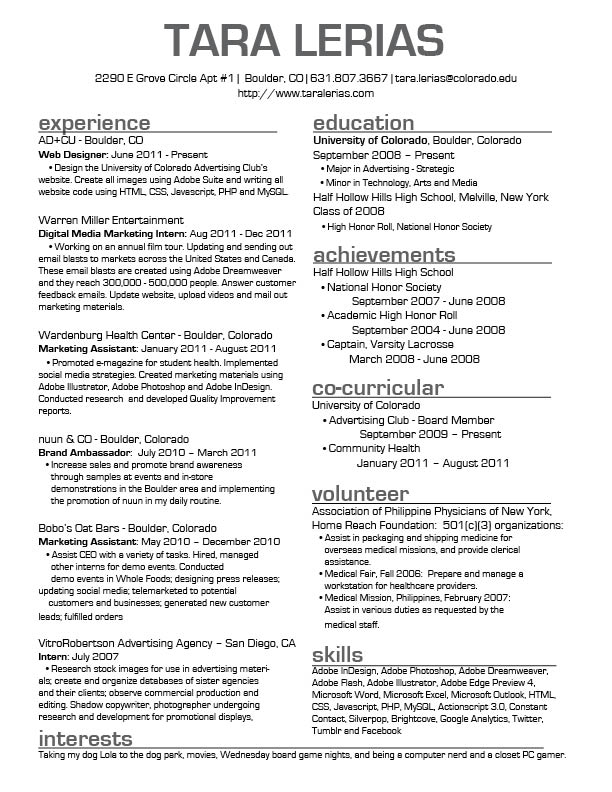 TARA LERIAS
2290 E Grove Circle Apt #1| Boulder, CO|631.807.3667|tara.lerias@colorado.edu
http://www.taralerias.com
experience
AD+CU - Boulder, CO
Web Designer: June 2011 - Present
• Design the University of Colorado Advertising Club's
website. Create all images using Adobe Suite and writing all
website code using HTML, CSS, Javascript, PHP and MySQL.
Warren Miller Entertainment
Digital Media Marketing Intern: Aug 2011 - Dec 2011
• Working on an annual film tour. Updating and sending out
email blasts to markets across the United States and Canada.
These email blasts are created using Adobe Dreamweaver
and they reach 300,000 - 500,000 people. Answer customer
feedback emails. Update website, upload videos and mail out
marketing materials.
Wardenburg Health Center - Boulder, Colorado
Marketing Assistant: January 2011 - August 2011
• Promoted e-magazine for student health. Implemented
social media strategies. Created marketing materials using
Adobe Illustrator, Adobe Photoshop and Adobe InDesign.
Conducted research and developed Quality Improvement
reports.
nuun & CO - Boulder, Colorado
Brand Ambassador: July 2010 – March 2011
• Increase sales and promote brand awareness
through samples at events and in-store
demonstrations in the Boulder area and implementing
the promotion of nuun in my daily routine.
Bobo's Oat Bars - Boulder, Colorado
Marketing Assistant: May 2010 – December 2010
• Assist CEO with a variety of tasks. Hired, managed
other interns for demo events. Conducted
demo events in Whole Foods; designing press releases;
updating social media; telemarketed to potential
customers and businesses; generated new customer
leads; fulfilled orders
VitroRobertson Advertising Agency – San Diego, CA
Intern: July 2007
• Research stock images for use in advertising materi-
als; create and organize databases of sister agencies
and their clients; observe commercial production and
editing. Shadow copywriter, photographer undergoing
research and development for promotional displays,
education
University of Colorado, Boulder, Colorado
September 2008 – Present
• Major in Advertising - Strategic
• Minor in Technology, Arts and Media
Half Hollow Hills High School, Melville, New York
Class of 2008
• High Honor Roll, National Honor Society
achievements
Half Hollow Hills High School
• National Honor Society
September 2007 - June 2008
• Academic High Honor Roll
September 2004 - June 2008
• Captain, Varsity Lacrosse
March 2008 - June 2008
co-curricular
University of Colorado
• Advertising Club - Board Member
September 2009 – Present
• Community Health
January 2011 – August 2011
volunteer
Association of Philippine Physicians of New York,
Home Reach Foundation: 501(c)(3) organizations:
• Assist in packaging and shipping medicine for
overseas medical missions, and provide clerical
assistance.
• Medical Fair, Fall 2006: Prepare and manage a
workstation for healthcare providers.
• Medical Mission, Philippines, February 2007:
Assist in various duties as requested by the
medical staff.
skills
Adobe InDesign, Adobe Photoshop, Adobe Dreamweaver,
Adobe Flash, Adobe Illustrator, Adobe Edge Preview 4,
Microsoft Word, Microsoft Excel, Microsoft Outlook, HTML,
CSS, Javascript, PHP, MySQL, Actionscript 3.0, Constant
Contact, Silverpop, Brightcove, Google Analytics, Twitter,
Tumblr and Facebook
interests
Taking my dog Lola to the dog park, movies, Wednesday board game nights, and being a computer nerd and a closet PC gamer.